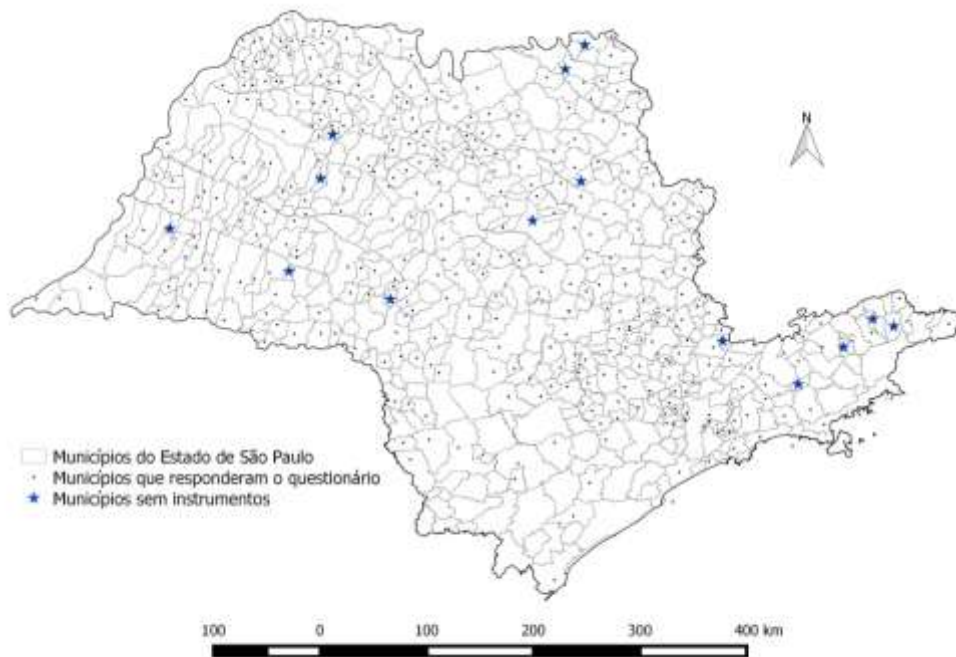 N
Municípios do Estado de São Paulo
Municípios que responderam o questionário
Municípios sem instrumentos
100 0 100 200 300 400 km